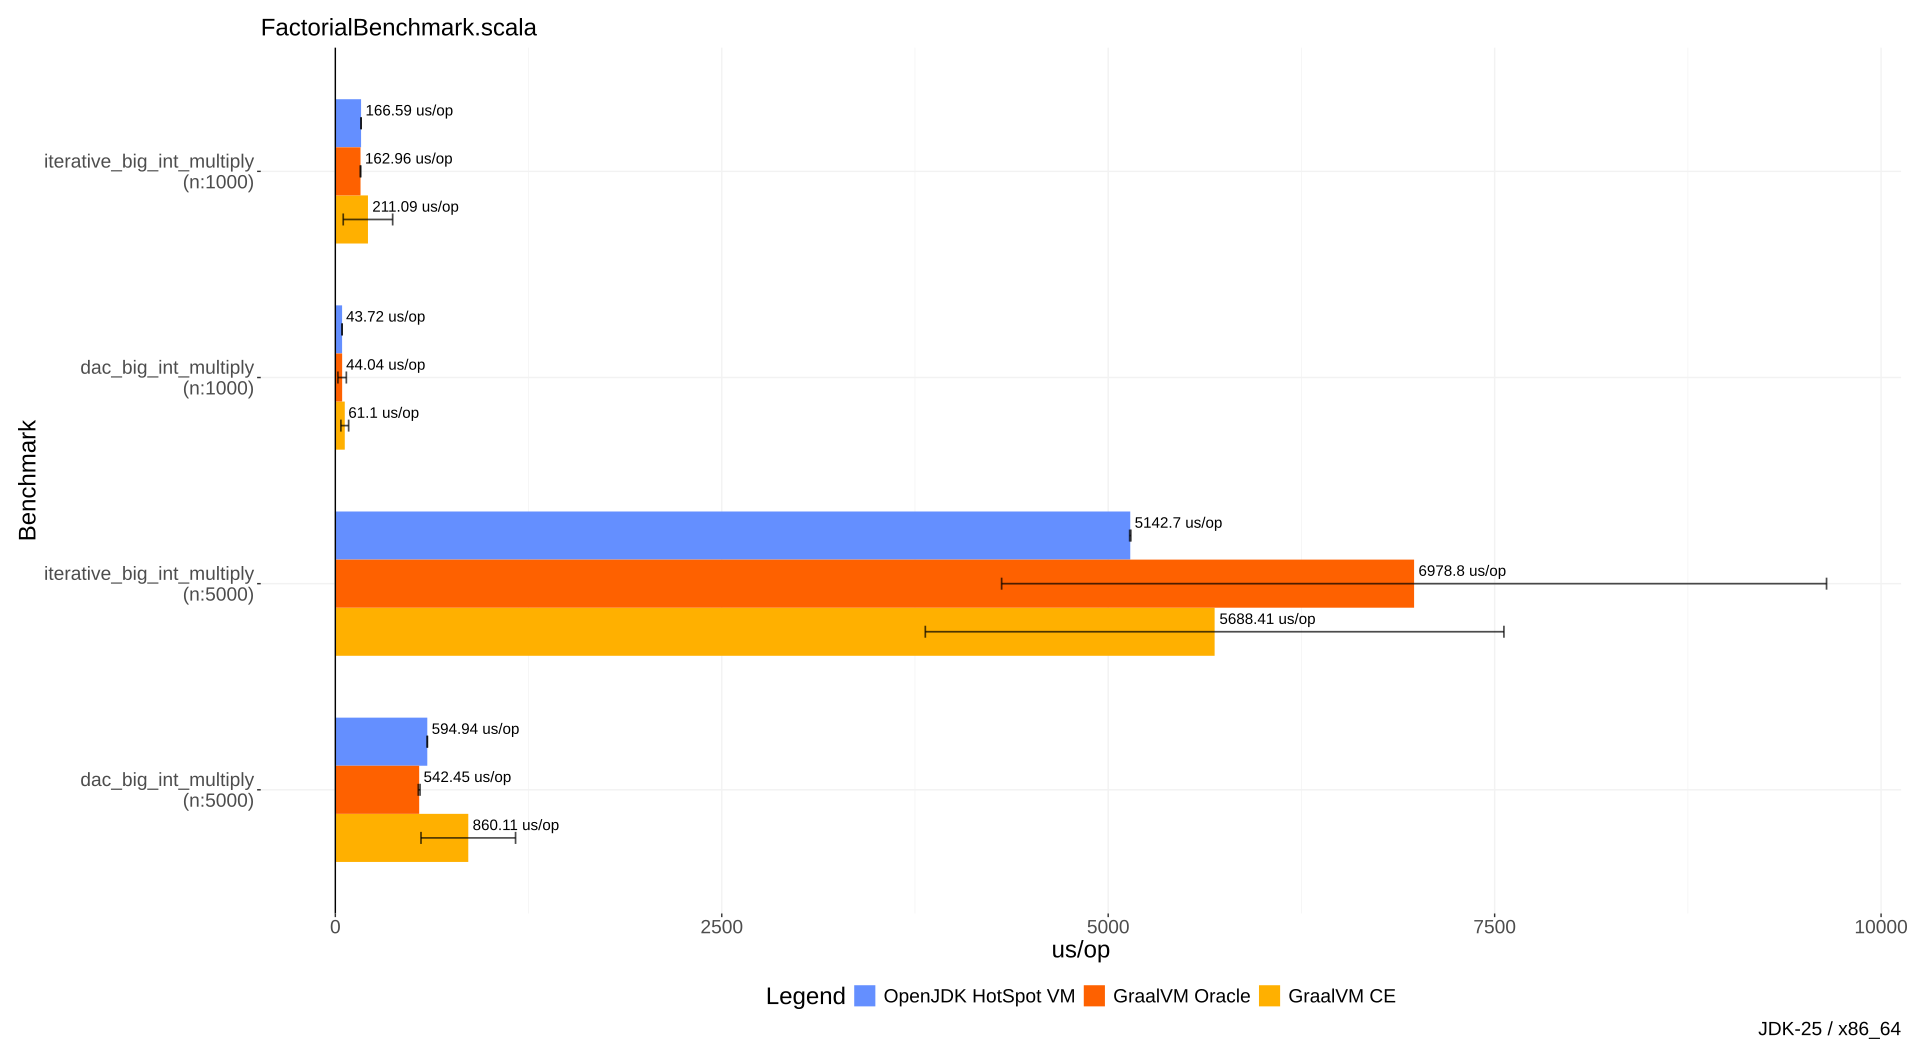 FactorialBenchmark.scala
166.59 us/op
iterative_big_int_multiply
(n:1000)
162.96 us/op
211.09 us/op
43.72 us/op
dac_big_int_multiply
(n:1000)
44.04 us/op
61.1 us/op
Benchmark
5142.7 us/op
iterative_big_int_multiply
(n:5000)
6978.8 us/op
5688.41 us/op
594.94 us/op
dac_big_int_multiply
(n:5000)
542.45 us/op
860.11 us/op
0 2500 5000 7500 10000
us/op
Legend OpenJDK HotSpot VM GraalVM Oracle GraalVM CE
JDK-25 / x86_64